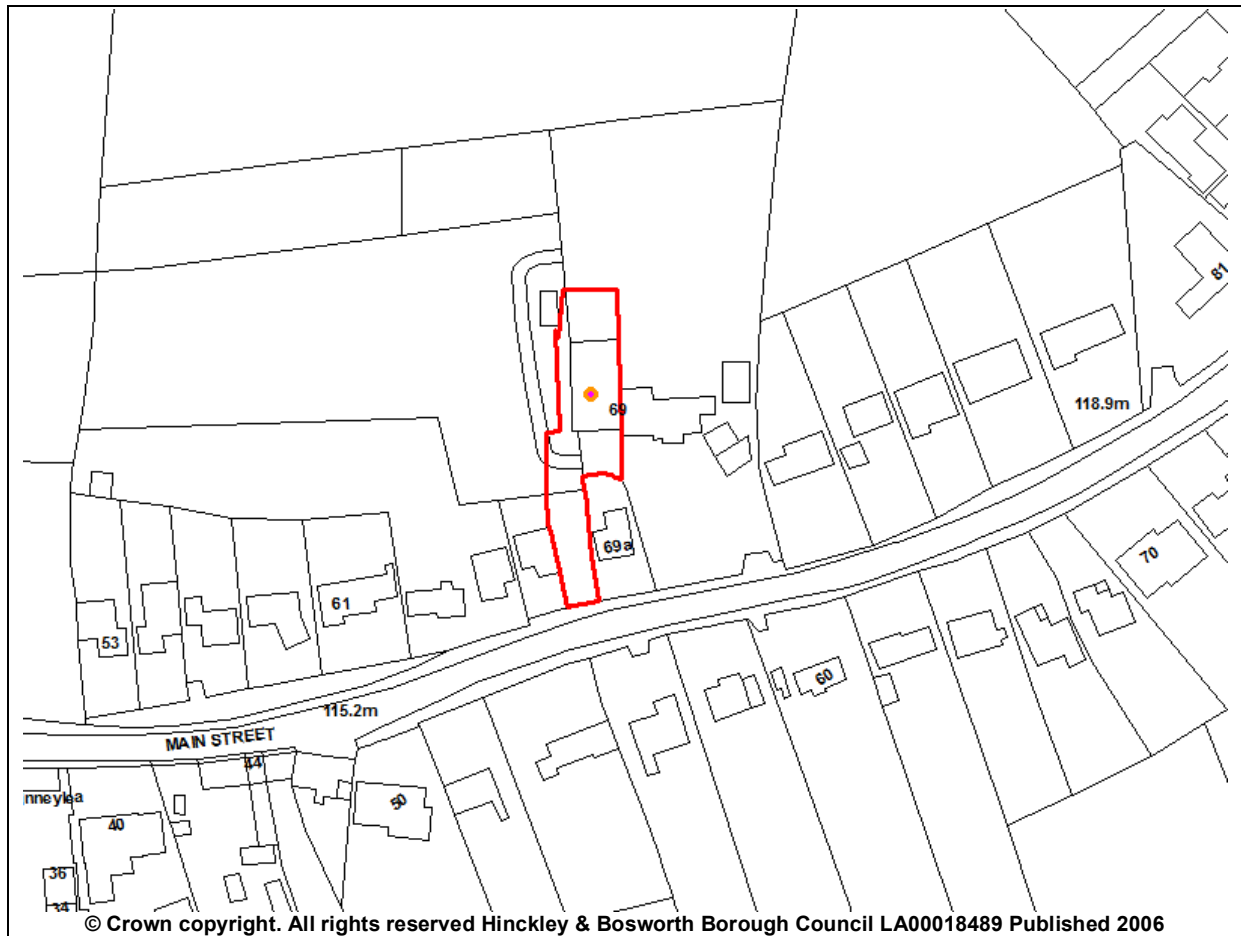 81
118.9m
69
69a
61
70
53
60
115.2m
MAIN STREET
44
nneylea
50
40
36
34
© Crown copyright. All rights reserved Hinckley & Bosworth Borough Council LA00018489 Published 2006